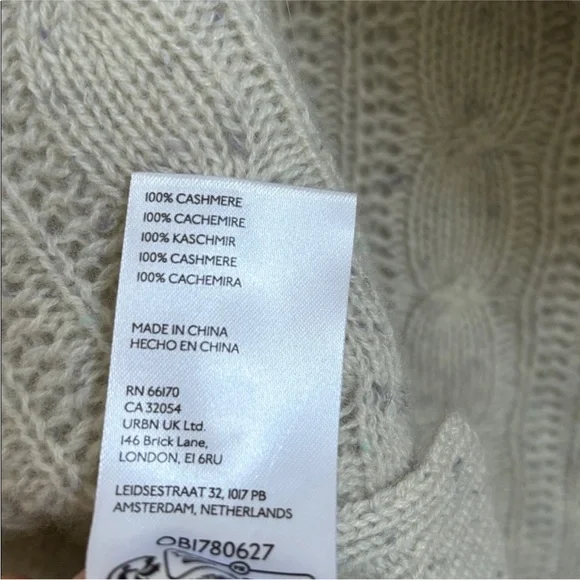 100% CASHMERE
100% CACHEMIRE
100% KASCHMIR
100% CASHMERE
100% CACHEMIRA
MADE IN CHINA
HECHO EN CHINA
RN 66170
CA 32054
URBN UK Ltd.
146 Brick Lane,
LONDON, E1 6RU
LEIDSESTRAAT 32, 1017 PB
AMSTERDAM, NETHERLANDS
OB1780627